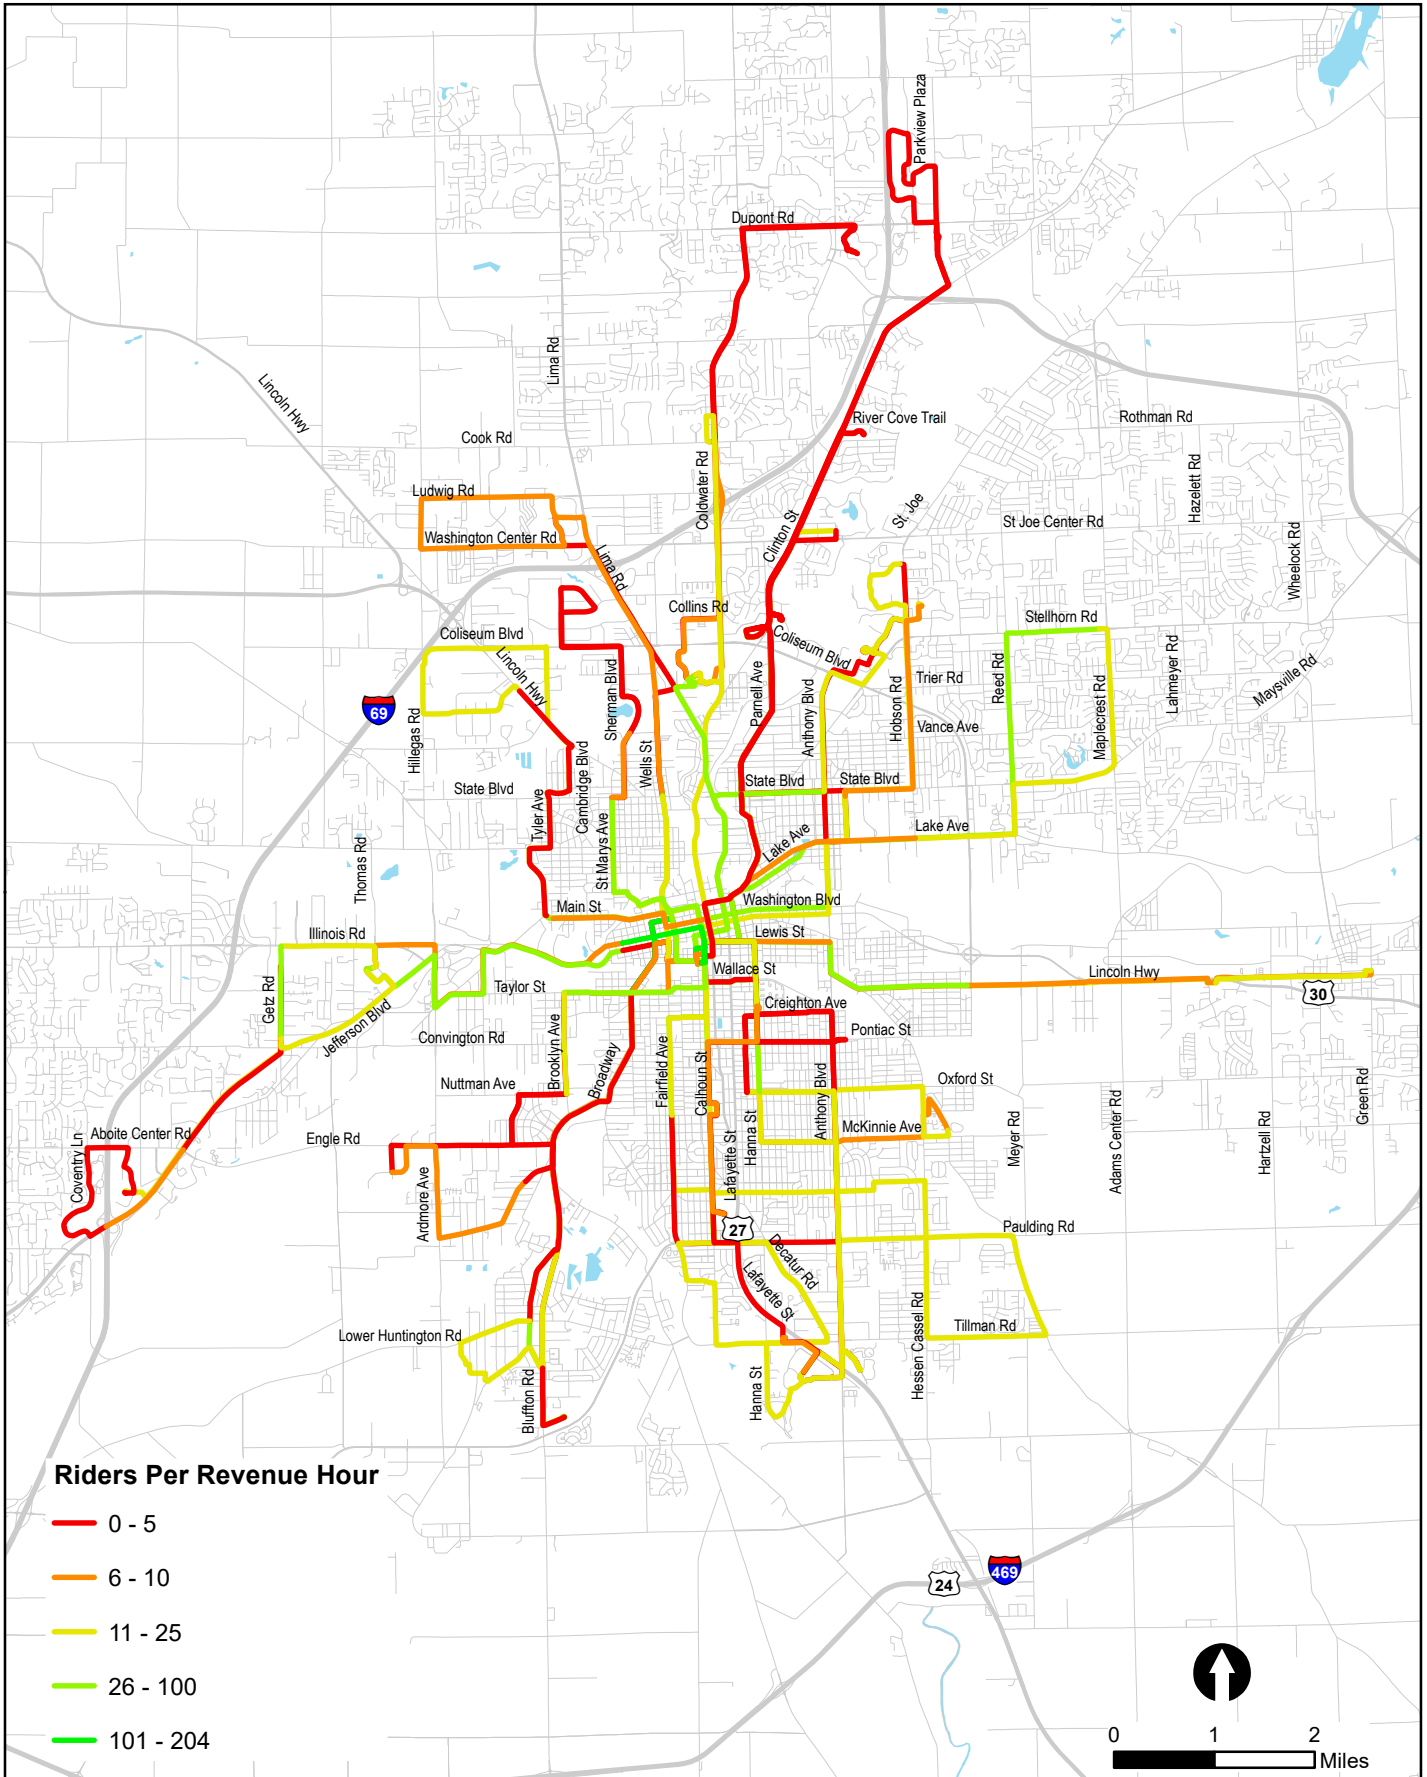 Parkview Plaza
Dupont Rd
Lima Rd
Lincoln Hwy
River Cove Trail
Rothman Rd
Cook Rd
Coldwater Rd
Hazelett Rd
Ludwig Rd
St. Joe
St Joe Center Rd
Clinton St
Washington Center Rd
Wheelock Rd
Lima Rd
Collins Rd
Stellhorn Rd
Coliseum Blvd
Coliseum Blvd
Lincoln Hwy
Sherman Blvd
Parnell Ave
Anthony Blvd
Hobson Rd
Trier Rd
Reed Rd
Maplecrest Rd
Lahmeyer Rd
Maysville Rd
69
Hillegas Rd
Vance Ave
Wells St
Cambridge Blvd
State Blvd
State Blvd
State Blvd
Tyler Ave
St Marys Ave
Lake Ave
Lake Ave
Thomas Rd
Main St
Washington Blvd
Illinois Rd
Lewis St
Wallace St
Lincoln Hwy
30
Taylor St
Getz Rd
Jefferson Blvd
Creighton Ave
Convington Rd
Pontiac St
Brooklyn Ave
Broadway
Fairfield Ave
Calhoun St
Anthony Blvd
Nuttman Ave
Oxford St
Green Rd
Coventry Ln
Aboite Center Rd
Engle Rd
Lafayette St
Hanna St
McKinnie Ave
Meyer Rd
Adams Center Rd
Hartzell Rd
Ardmore Ave
27
Paulding Rd
Decatur Rd
Lafayette St
Lower Huntington Rd
Hessen Cassel Rd
Tillman Rd
Bluffton Rd
Hanna St
Riders Per Revenue Hour
0 - 5
6 - 10
11 - 25
26 - 100
101 - 204
469
24
0 1 2
Miles